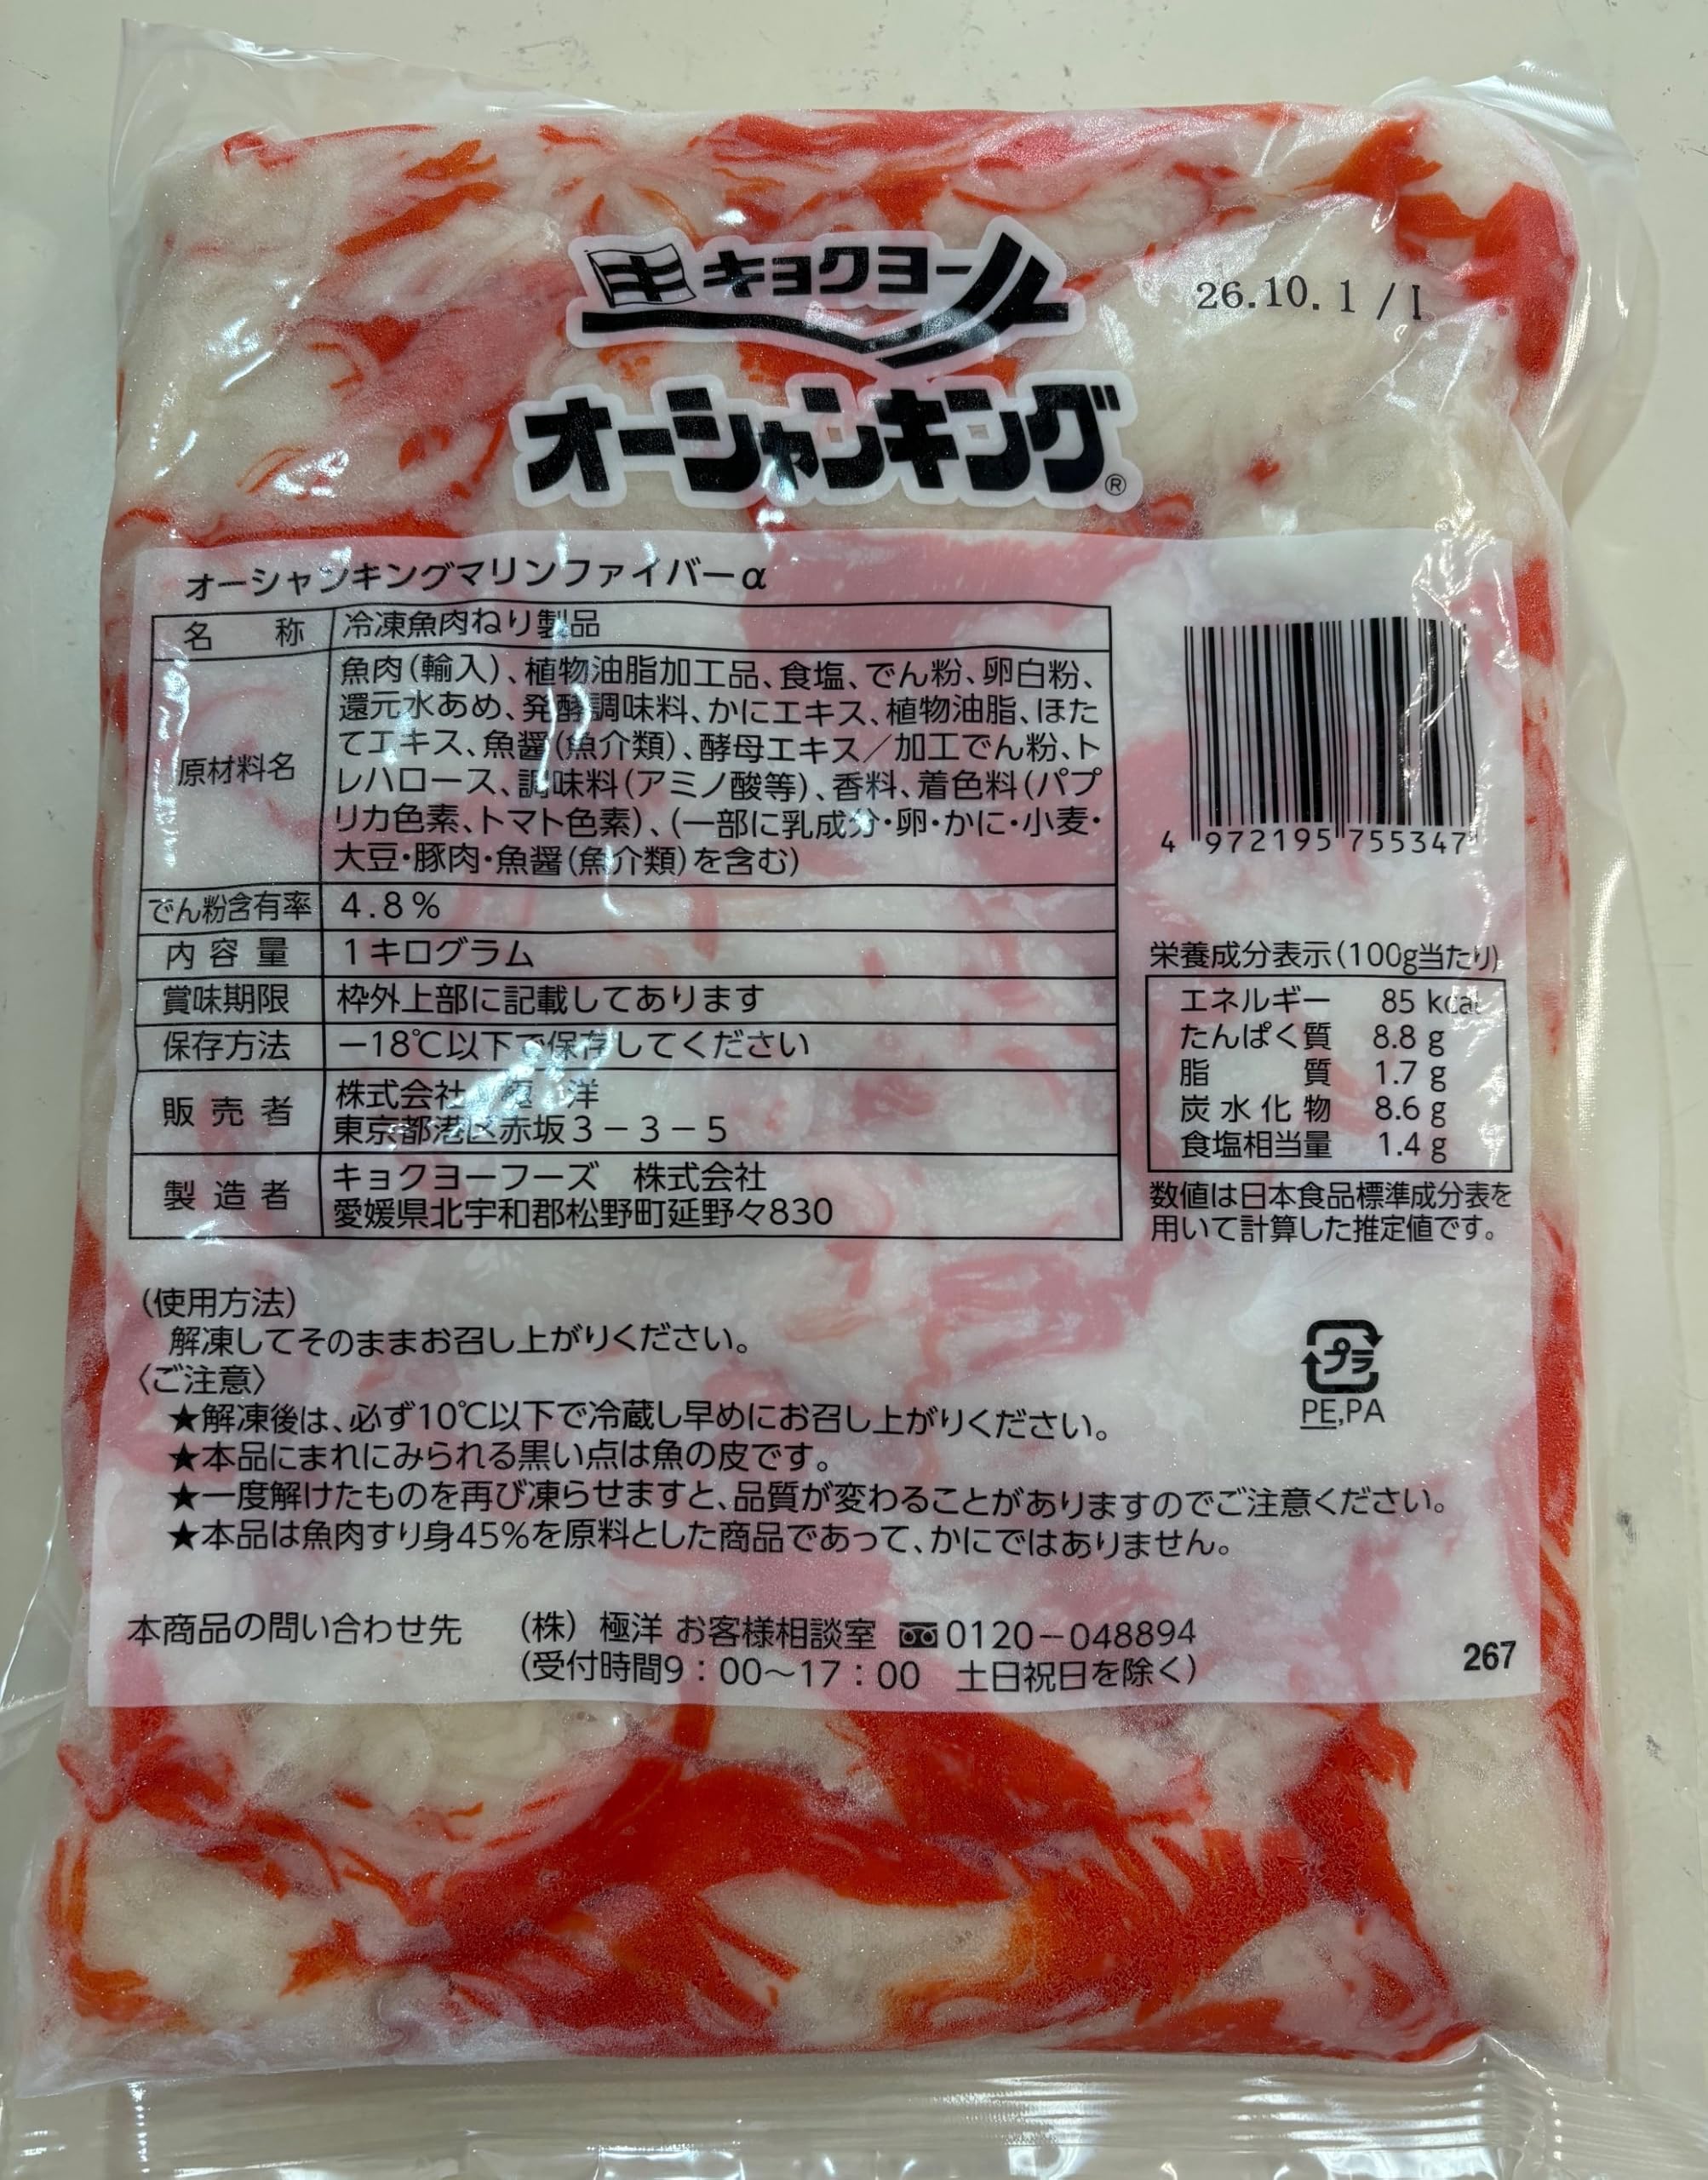 キ キョクヨー
26.10.1/I
オーシャンキング®
オーシャンキングマリンファイバーα
名称 冷凍魚肉ねり製品
原材料名 魚肉(輸入)、植物油脂加工品、食塩、でん粉、卵白粉、
還元水あめ、発酵調味料、かにエキス、植物油脂、ほた
てエキス、魚醤(魚介類)、酵母エキス/加工でん粉、ト
レハロース、調味料(アミノ酸等)、香料、着色料(パプ
リカ色素、トマト色素)、(一部に乳成分・卵・かに・小麦・
大豆・豚肉・魚醤(魚介類)を含む)
でん粉含有率 4.8%
内容量 1キログラム
賞味期限 枠外上部に記載してあります
保存方法 −18℃以下で保存してください
販売者 株式会社 極 洋
東京都港区赤坂3−3−5
製造者 キョクヨーフーズ 株式会社
愛媛県北宇和郡松野町延野々830
4 972195 755347
栄養成分表示(100g当たり)
エネルギー 85 kcal
たんぱく質 8.8 g
脂質 1.7 g
炭水化物 8.6 g
食塩相当量 1.4 g
数値は日本食品標準成分表を
用いて計算した推定値です。
(使用方法)
解凍してそのままお召し上がりください。
〈ご注意〉
★解凍後は、必ず10℃以下で冷蔵し早めにお召し上がりください。
★本品にまれにみられる黒い点は魚の皮です。
★一度解けたものを再び凍らせますと、品質が変わることがありますのでご注意ください。
★本品は魚肉すり身45%を原料とした商品であって、かにではありません。
プラ
PE,PA
本商品の問い合わせ先 (株) 極洋 お客様相談室 0120−048894
(受付時間9:00〜17:00 土日祝日を除く)
267